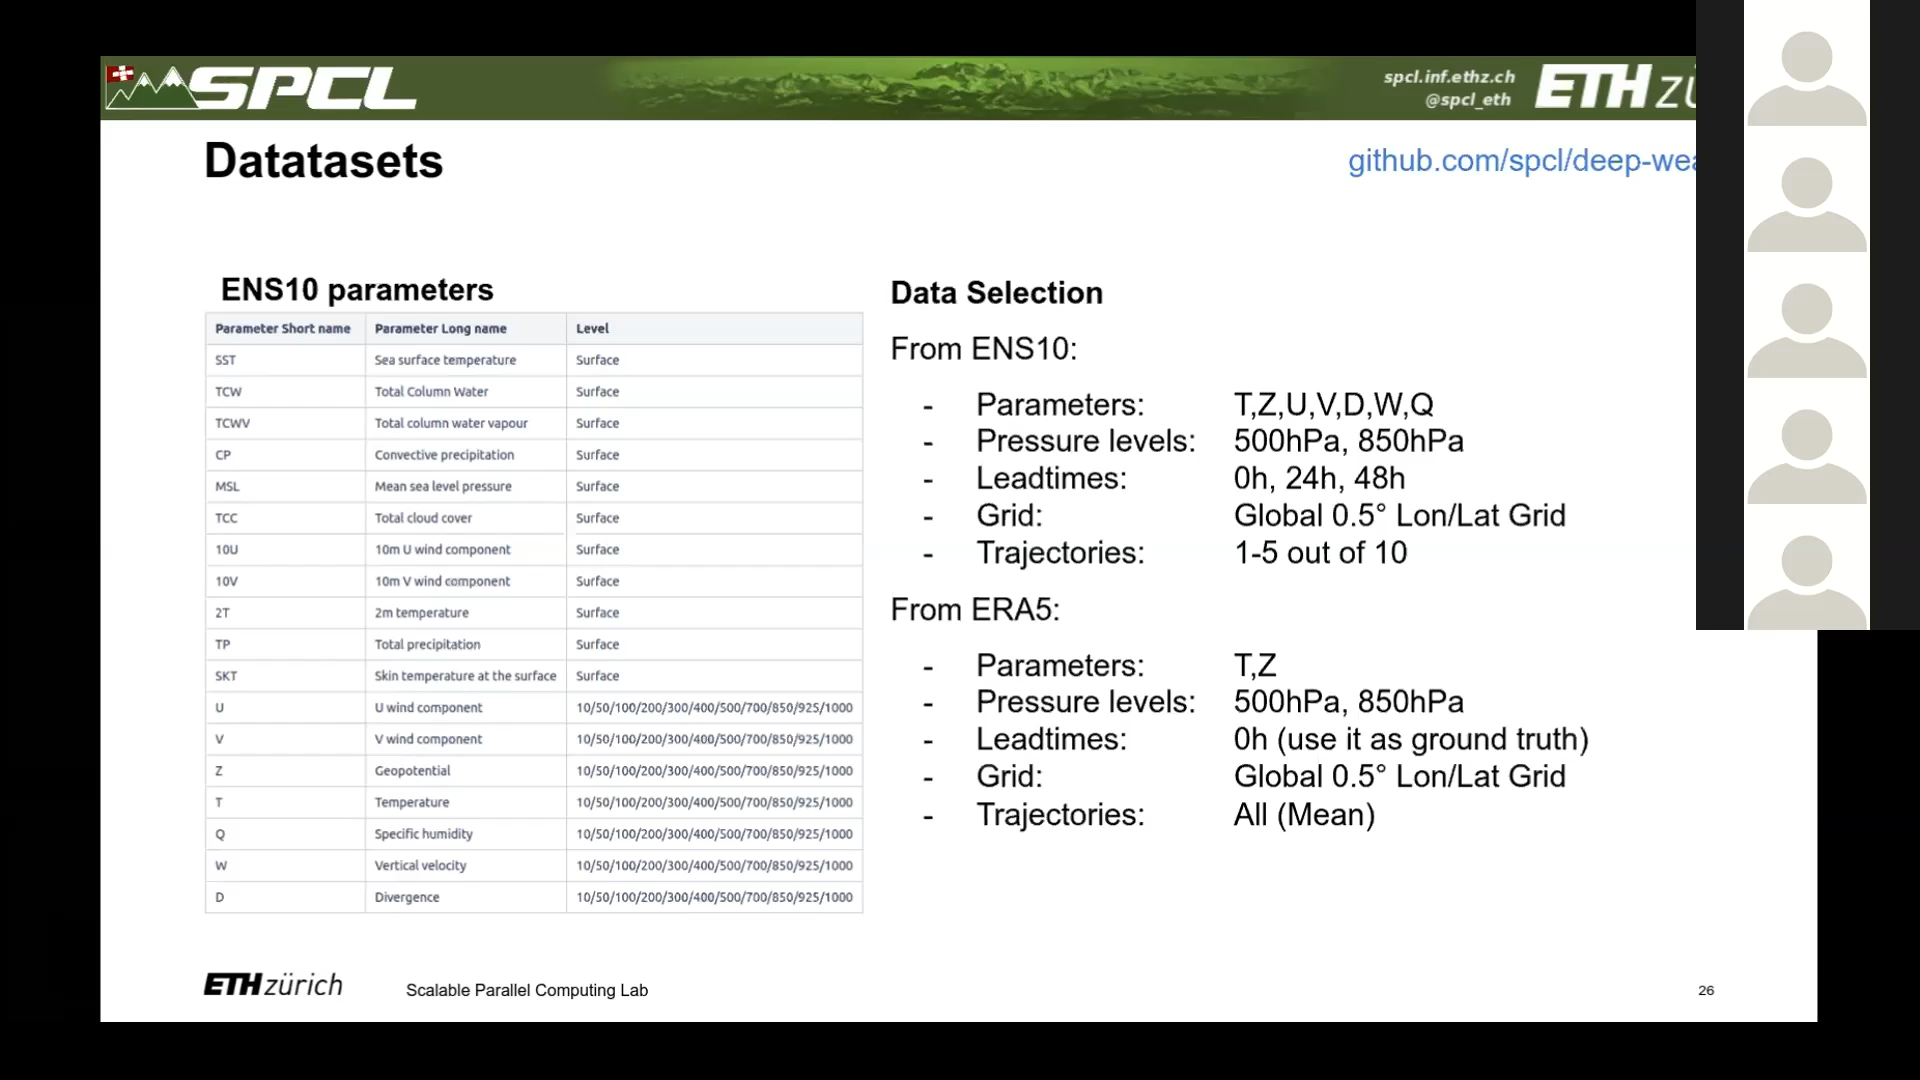 SPCL
spcl.inf.ethz.ch
@spcl_eth
ETH
Datatasets
github.com/spcl/deep-wea
ENS10 parameters
Parameter Short name Parameter Long name Level
SST Sea surface temperature Surface
TCW Total Column Water Surface
TCWV Total column water vapour Surface
CP Convective precipitation Surface
MSL Mean sea level pressure Surface
TCC Total cloud cover Surface
10U 10m U wind component Surface
10V 10m V wind component Surface
2T 2m temperature Surface
TP Total precipitation Surface
SKT Skin temperature at the surface Surface
U U wind component 10/50/100/200/300/400/500/700/850/925/1000
V V wind component 10/50/100/200/300/400/500/700/850/925/1000
Z Geopotential 10/50/100/200/300/400/500/700/850/925/1000
T Temperature 10/50/100/200/300/400/500/700/850/925/1000
Q Specific humidity 10/50/100/200/300/400/500/700/850/925/1000
W Vertical velocity 10/50/100/200/300/400/500/700/850/925/1000
D Divergence 10/50/100/200/300/400/500/700/850/925/1000
Data Selection
From ENS10:
- Parameters: T,Z,U,V,D,W,Q
- Pressure levels: 500hPa, 850hPa
- Leadtimes: 0h, 24h, 48h
- Grid: Global 0.5° Lon/Lat Grid
- Trajectories: 1-5 out of 10
From ERA5:
- Parameters: T,Z
- Pressure levels: 500hPa, 850hPa
- Leadtimes: 0h (use it as ground truth)
- Grid: Global 0.5° Lon/Lat Grid
- Trajectories: All (Mean)
ETH zürich
Scalable Parallel Computing Lab
26